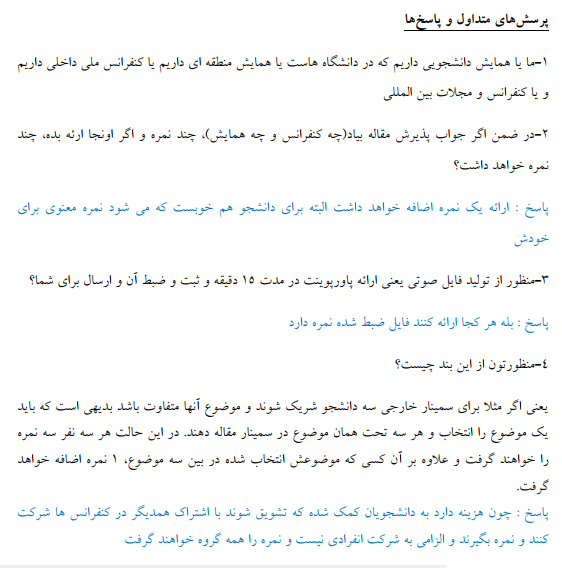 پرسش‌های متداول و پاسخ‌ها
۱-ما یا همایش دانشجویی داریم که در دانشگاه هاست یا همایش منطقه ای داریم یا کنفرانس ملی داخلی داریم
و یا کنفرانس و مجلات بین المللی
۲-در ضمن اگر جواب پذیرش مقاله بیاد(چه کنفرانس و چه همایش)، چند نمره و اگر اونجا ارئه بده، چند
نمره خواهد داشت؟
پاسخ : ارائه یک نمره اضافه خواهد داشت البته برای دانشجو هم خوبست که می شود نمره معنوی برای
خودش
۳-منظور از تولید فایل صوتی یعنی ارائه پاورپوینت در مدت ۱۵ دقیقه و ثبت و ضبط آن و ارسال برای شما؟
پاسخ : بله هر کجا ارائه کنند فایل ضبط شده نمره دارد
۴-منظورتون از این بند چیست؟
یعنی اگر مثلا برای سمینار خارجی سه دانشجو شریک شوند و موضوع آنها متفاوت باشد بدیهی است که باید
یک موضوع را انتخاب و هر سه تحت همان موضوع در سمینار مقاله دهند. در این حالت هر سه نفر سه نمره
را خواهند گرفت و علاوه بر آن کسی که موضوعش انتخاب شده در بین سه موضوع، ۱ نمره اضافه خواهد
گرفت.
پاسخ : چون هزینه دارد به دانشجویان کمک شده که تشویق شوند با اشتراک همدیگر در کنفرانس ها شرکت
کنند و نمره بگیرند و الزامی به شرکت انفرادی نیست و نمره را همه گروه خواهند گرفت